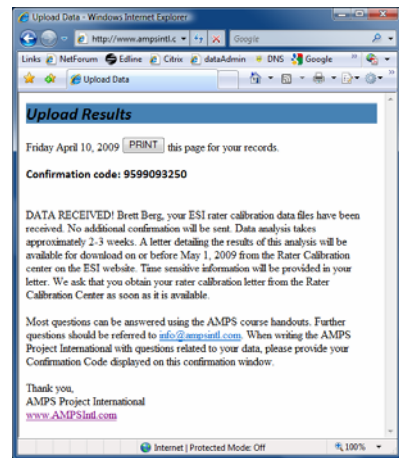 Upload Data - Windows Internet Explorer
http://www.ampsintl.c
Google
Links NetForum Edline Citrix dataAdmin DNS Google
Upload Data
Upload Results
Friday April 10, 2009 PRINT this page for your records.
Confirmation code: 9599093250
DATA RECEIVED! Brett Berg, your ESI rater calibration data files have been
received. No additional confirmation will be sent. Data analysis takes
approximately 2-3 weeks. A letter detailing the results of this analysis will be
available for download on or before May 1, 2009 from the Rater Calibration
center on the ESI website. Time sensitive information will be provided in your
letter. We ask that you obtain your rater calibration letter from the Rater
Calibration Center as soon as it is available.
Most questions can be answered using the AMPS course handouts. Further
questions should be referred to info@ampsintl.com. When writing the AMPS
Project International with questions related to your data, please provide your
Confirmation Code displayed on this confirmation window.
Thank you,
AMPS Project International
www.AMPSIntl.com
Internet | Protected Mode: Off 100%